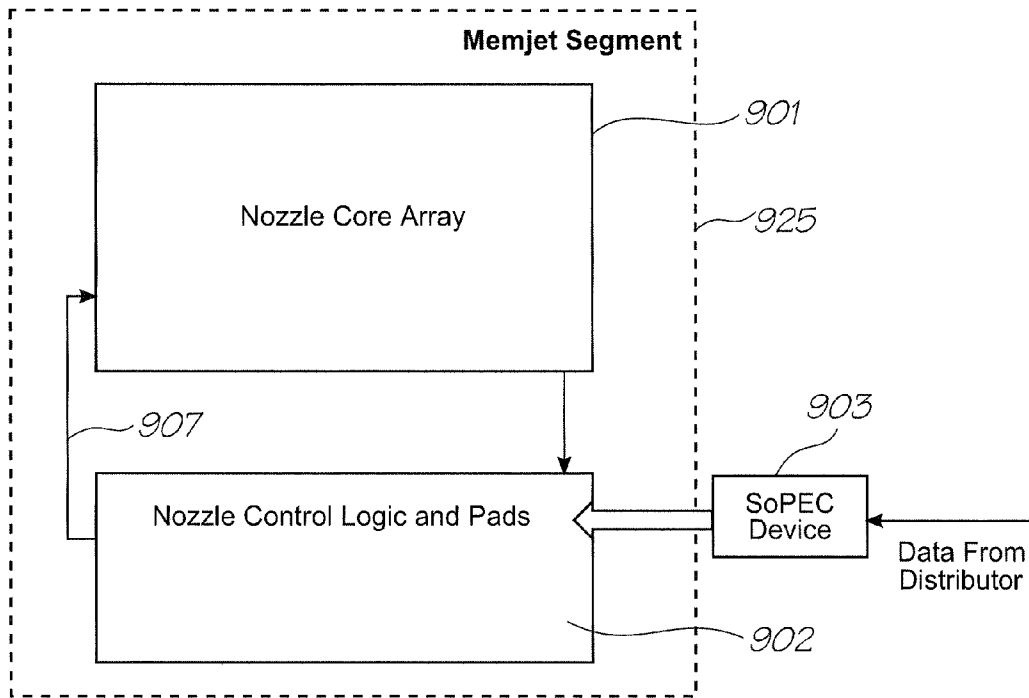 Memjet Segment
901
Nozzle Core Array
925
907
903
Nozzle Control Logic and Pads
SoPEC
Device
Data From
Distributor
902